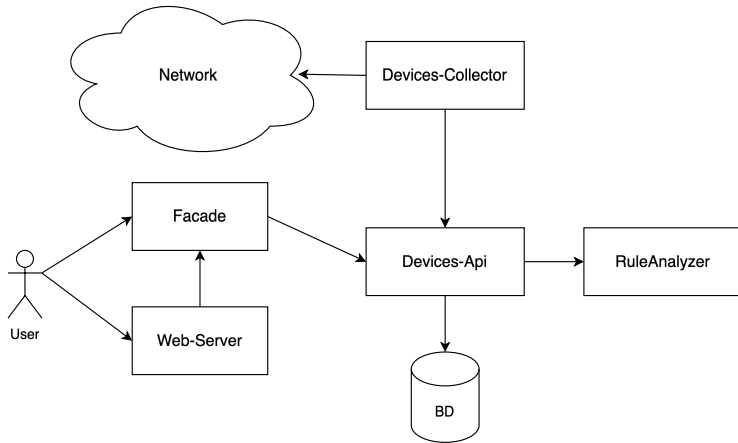 Network
Devices-Collector
Facade
Devices-Api
RuleAnalyzer
User
Web-Server
BD